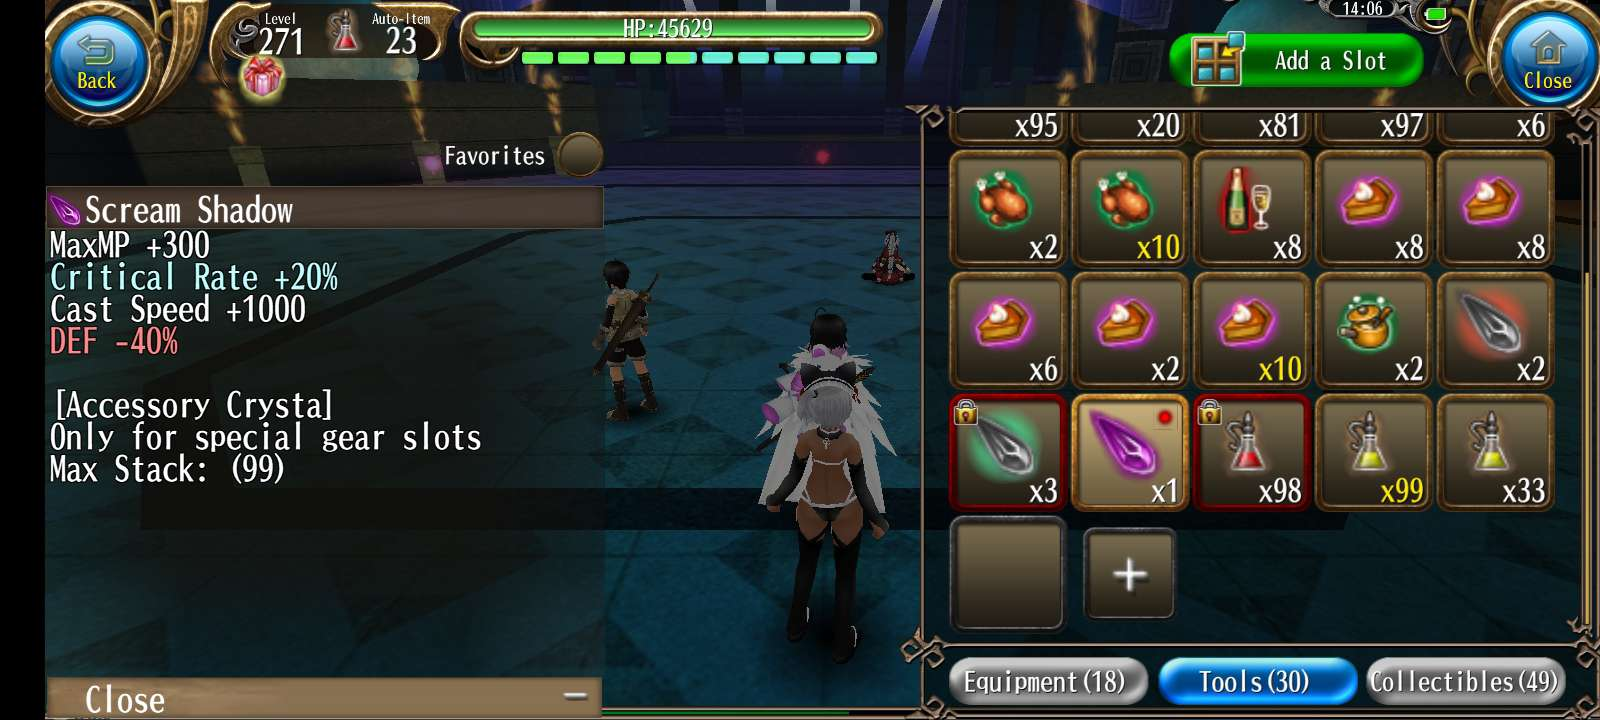 Back
Level
271
Auto-Item
23
HP:45629
14:06
Add a Slot
Close
Favorites
Scream Shadow
MaxMP +300
Critical Rate +20%
Cast Speed +1000
DEF -40%
[Accessory Crysta]
Only for special gear slots
Max Stack: (99)
Close
x95
x20
x81
x97
x6
x2
x10
x8
x8
x8
x6
x2
x10
x2
x2
x3
x1
x98
x99
x33
Equipment(18)
Tools(30)
Collectibles(49)